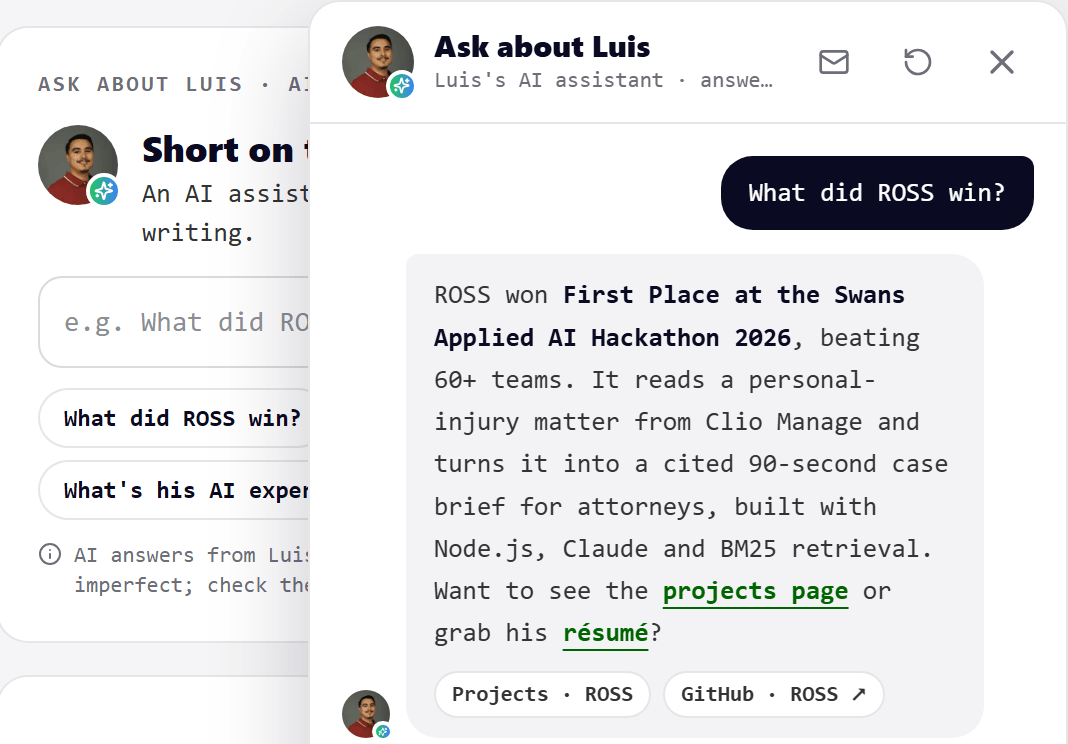 ASK ABOUT LUIS ·
Short on
An AI assist
writing.
e.g. What did RO
What did ROSS win?
What's his AI exper
AI answers from Luis
imperfect; check the
Ask about Luis
Luis's AI assistant · answe…
What did ROSS win?
ROSS won First Place at the Swans
Applied AI Hackathon 2026, beating
60+ teams. It reads a personal-
injury matter from Clio Manage and
turns it into a cited 90-second case
brief for attorneys, built with
Node.js, Claude and BM25 retrieval.
Want to see the projects page or
grab his résumé?
Projects · ROSS
GitHub · ROSS ↗